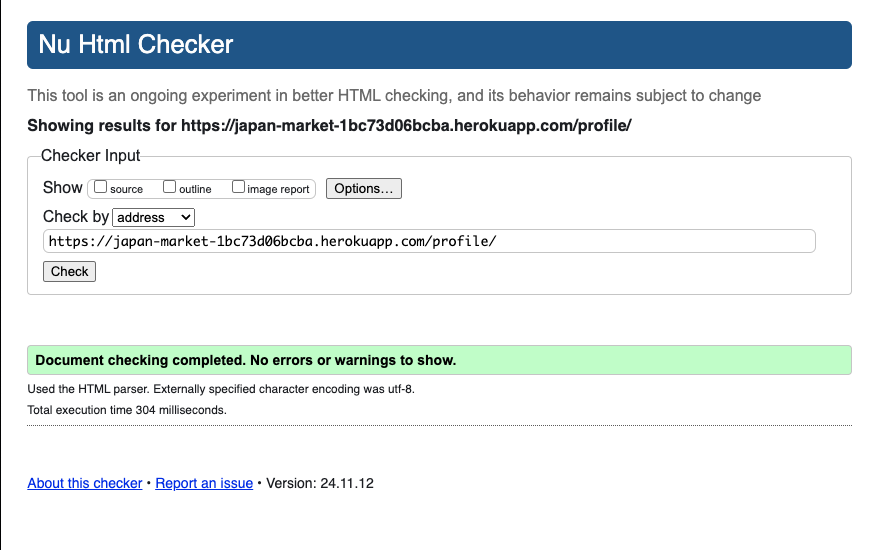 Nu Html Checker
This tool is an ongoing experiment in better HTML checking, and its behavior remains subject to change
Showing results for https://japan-market-1bc73d06bcba.herokuapp.com/profile/
Checker Input
Show source outline image report Options...
Check by address
https://japan-market-1bc73d06bcba.herokuapp.com/profile/
Check
Document checking completed. No errors or warnings to show.
Used the HTML parser. Externally specified character encoding was utf-8.
Total execution time 304 milliseconds.
About this checker • Report an issue • Version: 24.11.12